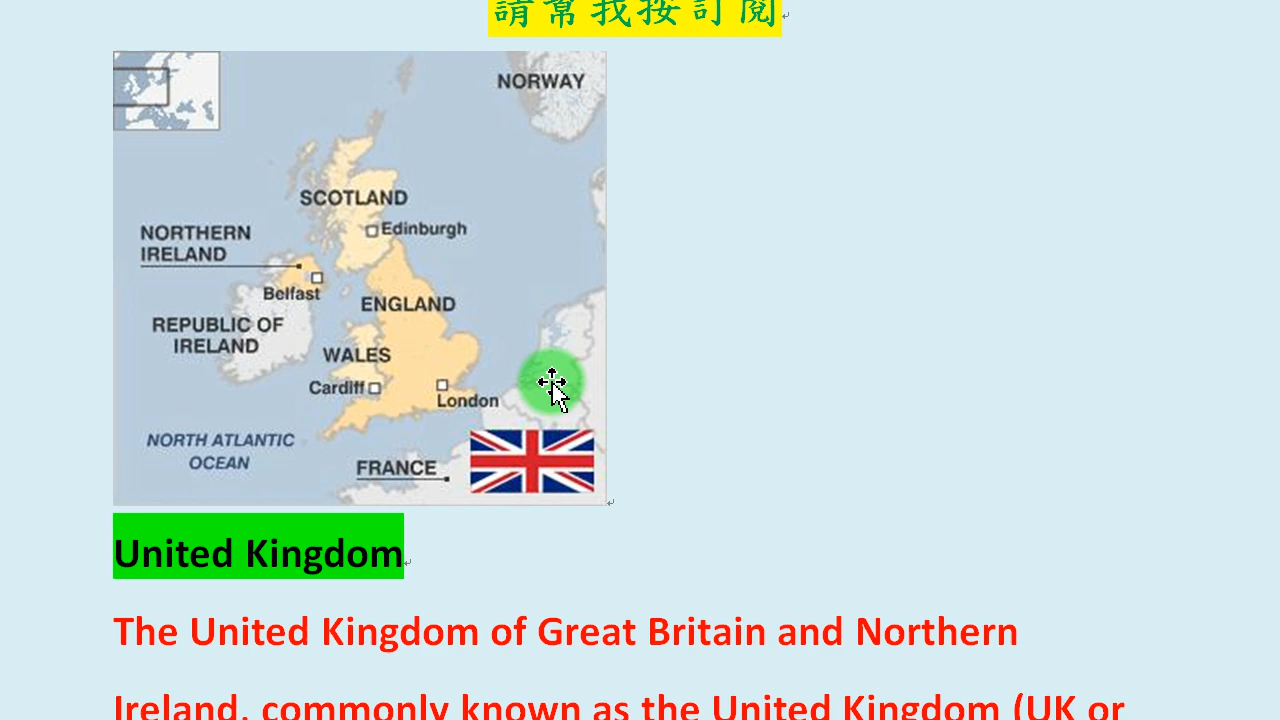 請常我按訂閱
NORWAY
SCOTLAND
Edinburgh
NORTHERN
IRELAND
Belfast
ENGLAND
REPUBLIC OF
IRELAND
WALES
Cardiff
London
NORTH ATLANTIC
OCEAN
FRANCE
United Kingdom
The United Kingdom of Great Britain and Northern
Ireland, commonly known as the United Kingdom (UK or